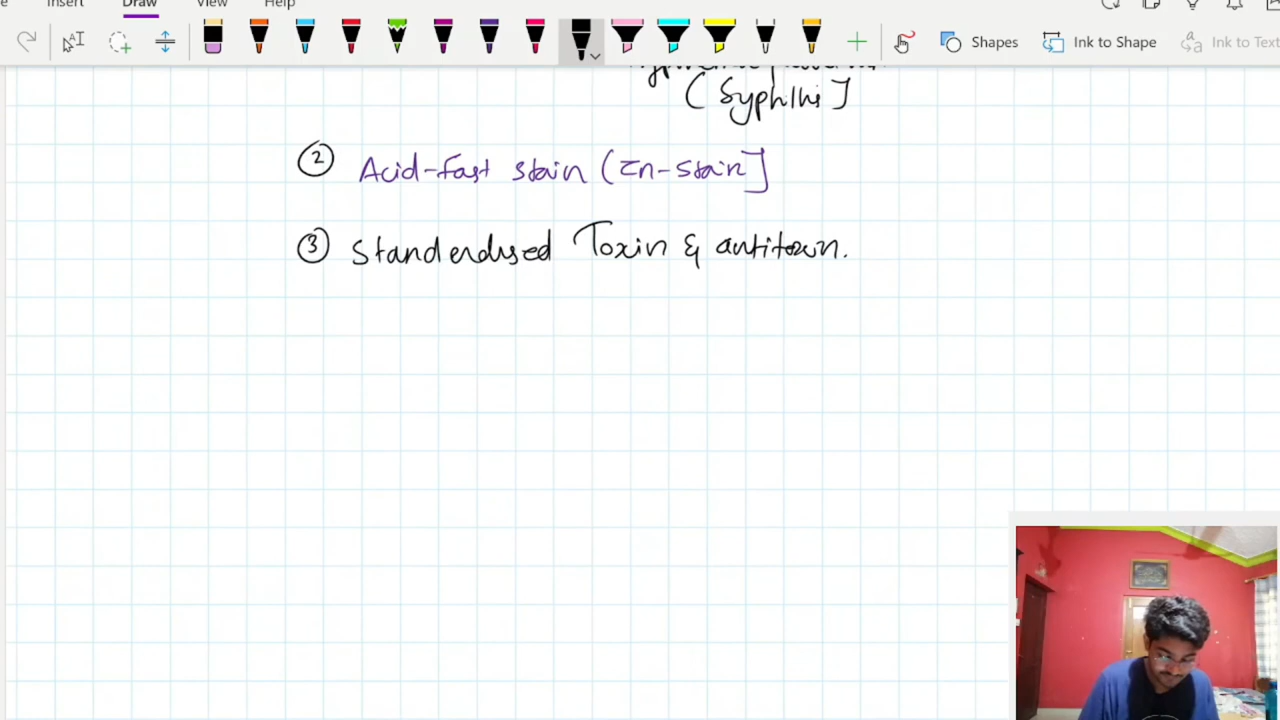 Insert Draw View Help
Shapes Ink to Shape Ink to Text
(Syphilis]
② Acid-fast stain (Zn-stain]
③ Standerdised Toxin & antitoxin.